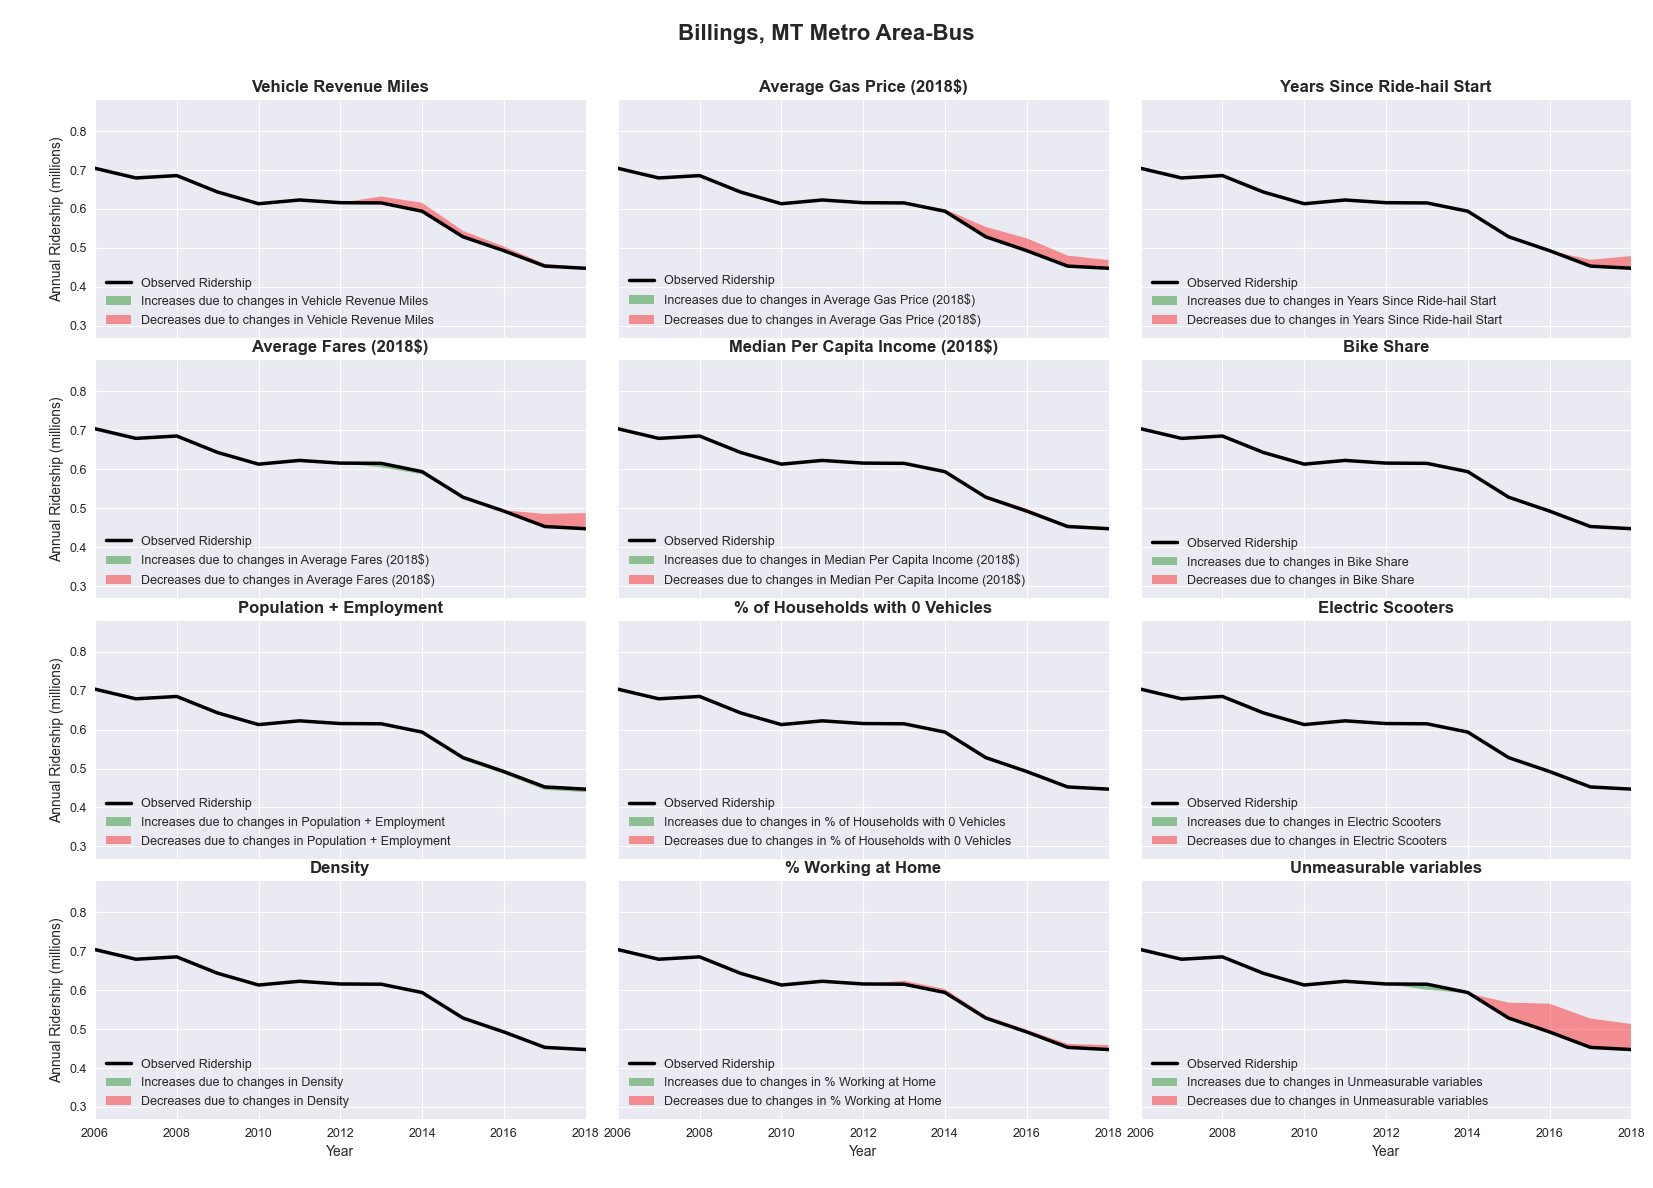 Billings, MT Metro Area-Bus
Vehicle Revenue Miles
Annual Ridership (millions)
0.8
0.7
0.6
0.5
0.4
0.3
Observed Ridership
Increases due to changes in Vehicle Revenue Miles
Decreases due to changes in Vehicle Revenue Miles
Average Gas Price (2018$)
Observed Ridership
Increases due to changes in Average Gas Price (2018$)
Decreases due to changes in Average Gas Price (2018$)
Years Since Ride-hail Start
Observed Ridership
Increases due to changes in Years Since Ride-hail Start
Decreases due to changes in Years Since Ride-hail Start
Average Fares (2018$)
Annual Ridership (millions)
0.8
0.7
0.6
0.5
0.4
0.3
Observed Ridership
Increases due to changes in Average Fares (2018$)
Decreases due to changes in Average Fares (2018$)
Median Per Capita Income (2018$)
Observed Ridership
Increases due to changes in Median Per Capita Income (2018$)
Decreases due to changes in Median Per Capita Income (2018$)
Bike Share
Observed Ridership
Increases due to changes in Bike Share
Decreases due to changes in Bike Share
Population + Employment
Annual Ridership (millions)
0.8
0.7
0.6
0.5
0.4
0.3
Observed Ridership
Increases due to changes in Population + Employment
Decreases due to changes in Population + Employment
% of Households with 0 Vehicles
Observed Ridership
Increases due to changes in % of Households with 0 Vehicles
Decreases due to changes in % of Households with 0 Vehicles
Electric Scooters
Observed Ridership
Increases due to changes in Electric Scooters
Decreases due to changes in Electric Scooters
Density
Annual Ridership (millions)
0.8
0.7
0.6
0.5
0.4
0.3
Observed Ridership
Increases due to changes in Density
Decreases due to changes in Density
2006 2008 2010 2012 2014 2016 2018
Year
% Working at Home
Observed Ridership
Increases due to changes in % Working at Home
Decreases due to changes in % Working at Home
2006 2008 2010 2012 2014 2016 2018
Year
Unmeasurable variables
Observed Ridership
Increases due to changes in Unmeasurable variables
Decreases due to changes in Unmeasurable variables
2006 2008 2010 2012 2014 2016 2018
Year